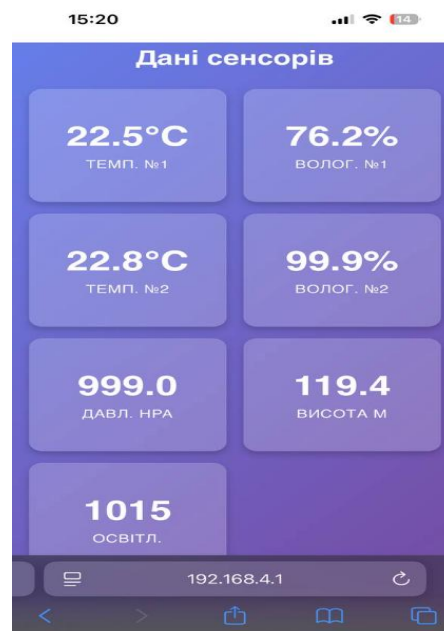 15:20
14
Дані сенсорів
22.5°C
ТЕМП. №1
76.2%
ВОЛОГ. №1
22.8°C
ТЕМП. №2
99.9%
ВОЛОГ. №2
999.0
ДАВЛ. HPA
119.4
ВИСОТА М
1015
ОСВІТЛ.
192.168.4.1